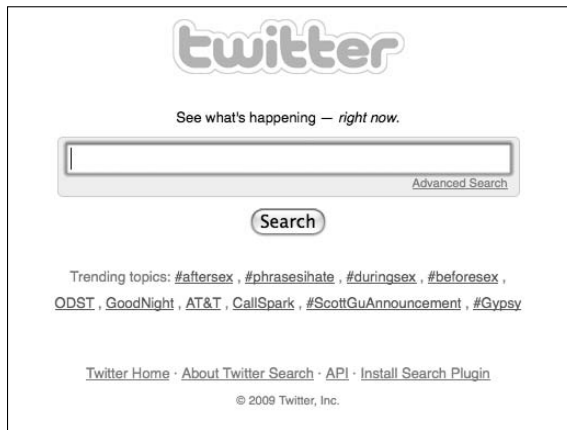 twitter
See what's happening — right now.
Advanced Search
Search
Trending topics: #aftersex , #phrasesihate , #duringsex , #beforesex ,
ODST , GoodNight , AT&T , CallSpark , #ScottGuAnnouncement , #Gypsy
Twitter Home · About Twitter Search · API · Install Search Plugin
© 2009 Twitter, Inc.